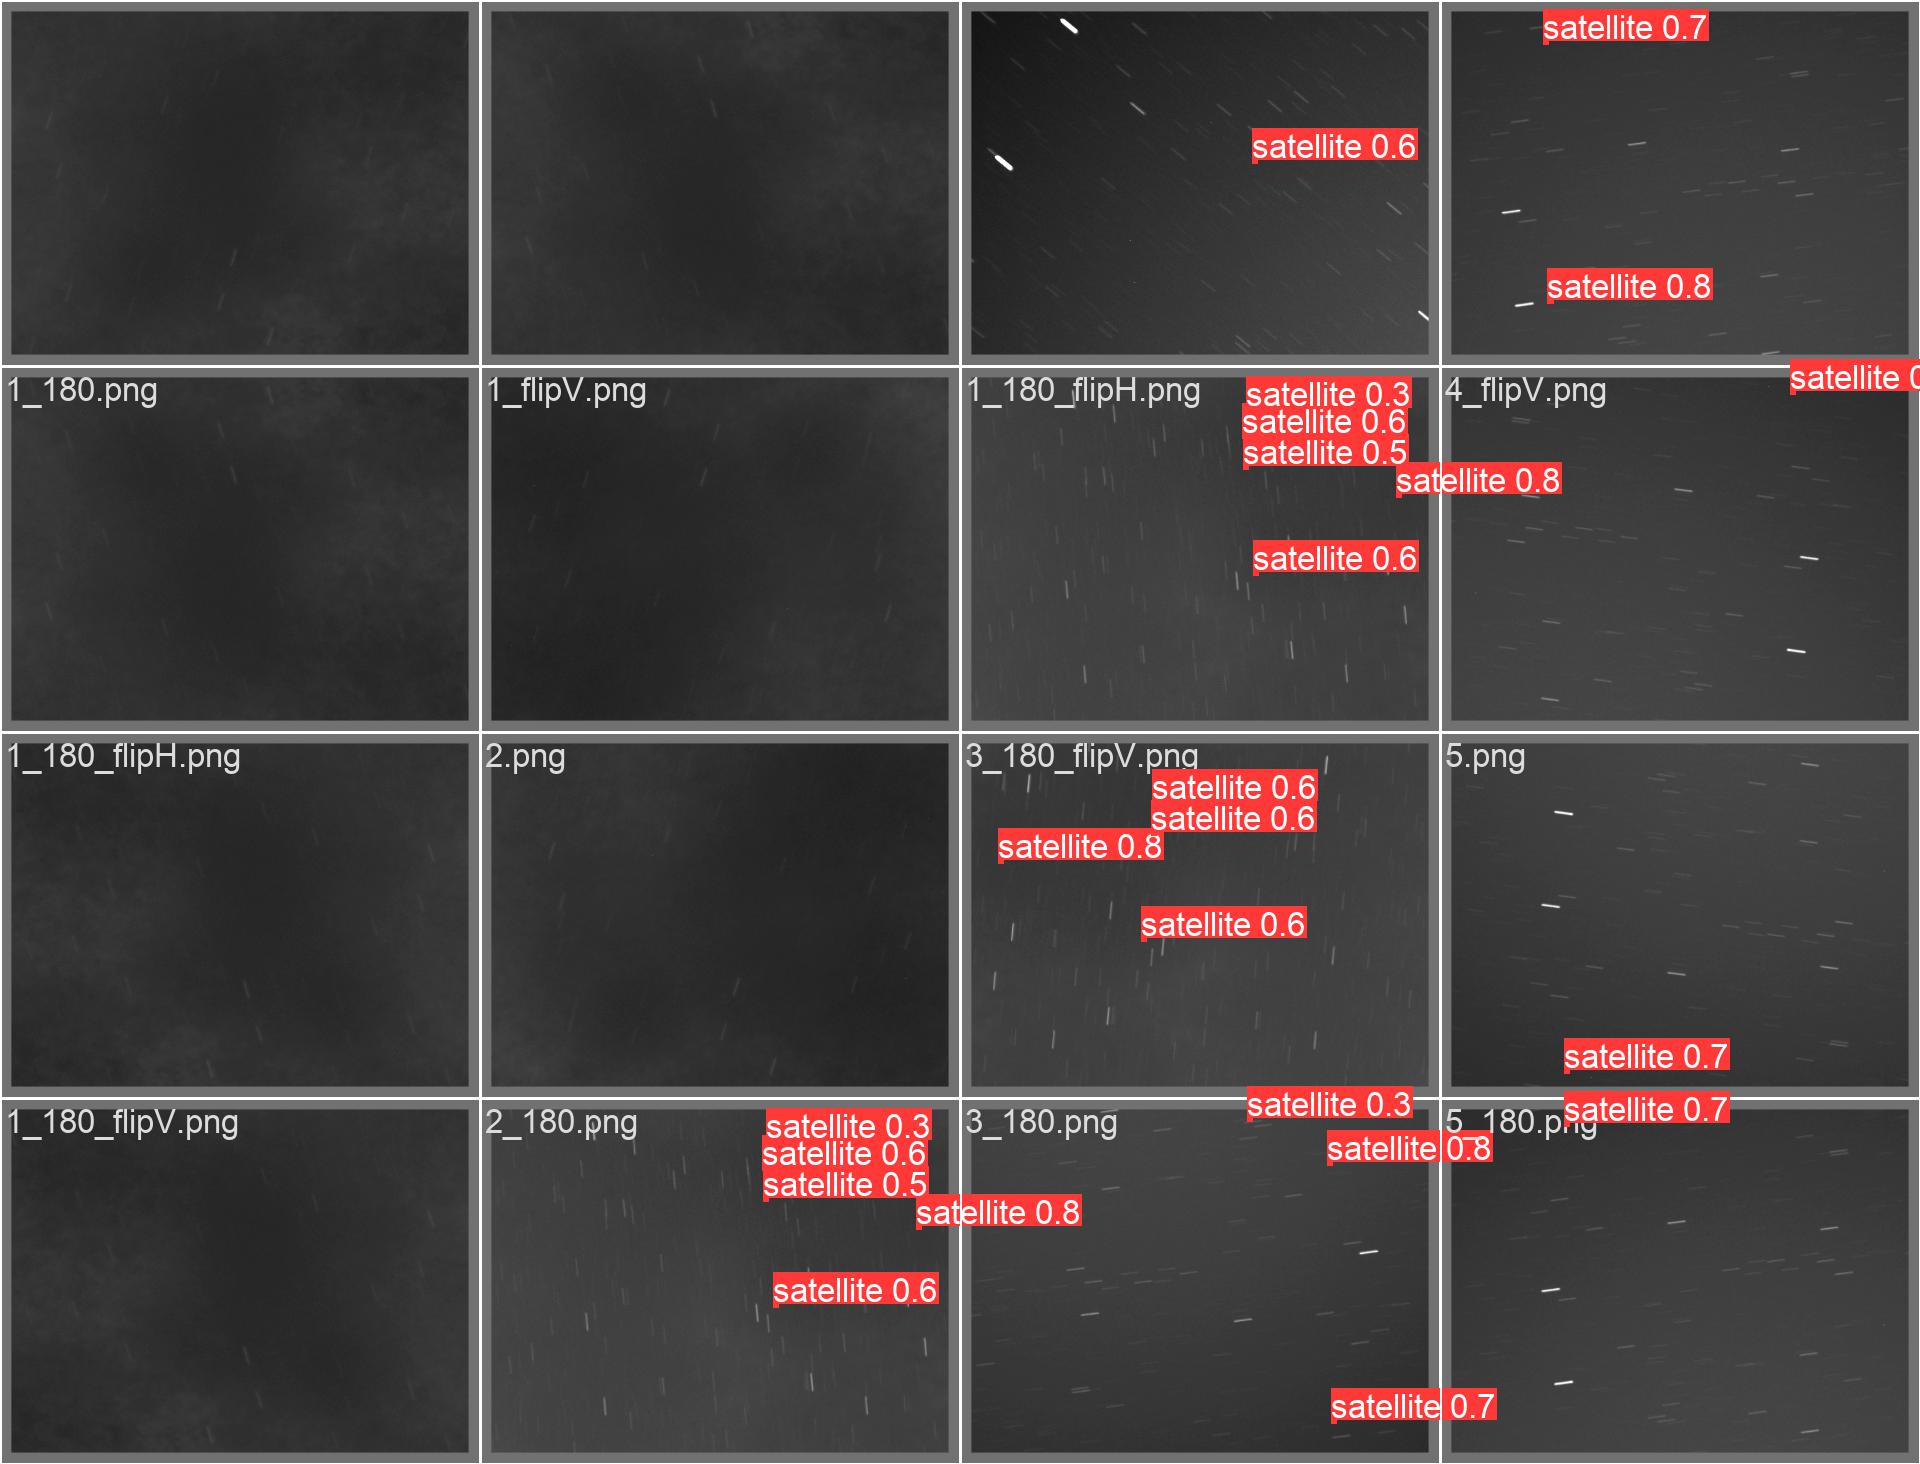 satellite 0.6
satellite 0.7
satellite 0.8
1_180.png
1_flipV.png
1_180_flipH.png
satellite 0.3
satellite 0.6
satellite 0.5
satellite 0.8
satellite 0.6
4_flipV.png
satellite 0
1_180_flipH.png
2.png
3_180_flipV.png
satellite 0.6
satellite 0.6
satellite 0.8
satellite 0.6
5.png
satellite 0.7
1_180_flipV.png
2_180.png
satellite 0.3
satellite 0.6
satellite 0.5
satellite 0.8
satellite 0.6
3_180.png
satellite 0.3
satellite 0.8
satellite 0.7
5_180.png
satellite 0.7